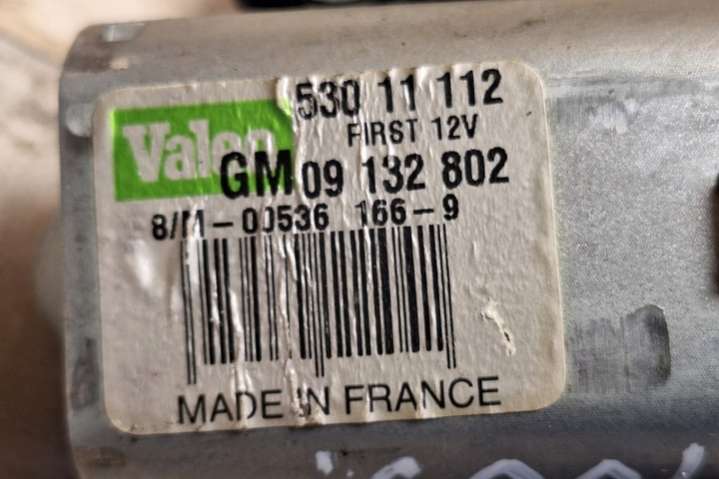 Valeo
530 11 112
FIRST 12V
GM 09 132 802
8/M-00536 166-9
MADE IN FRANCE